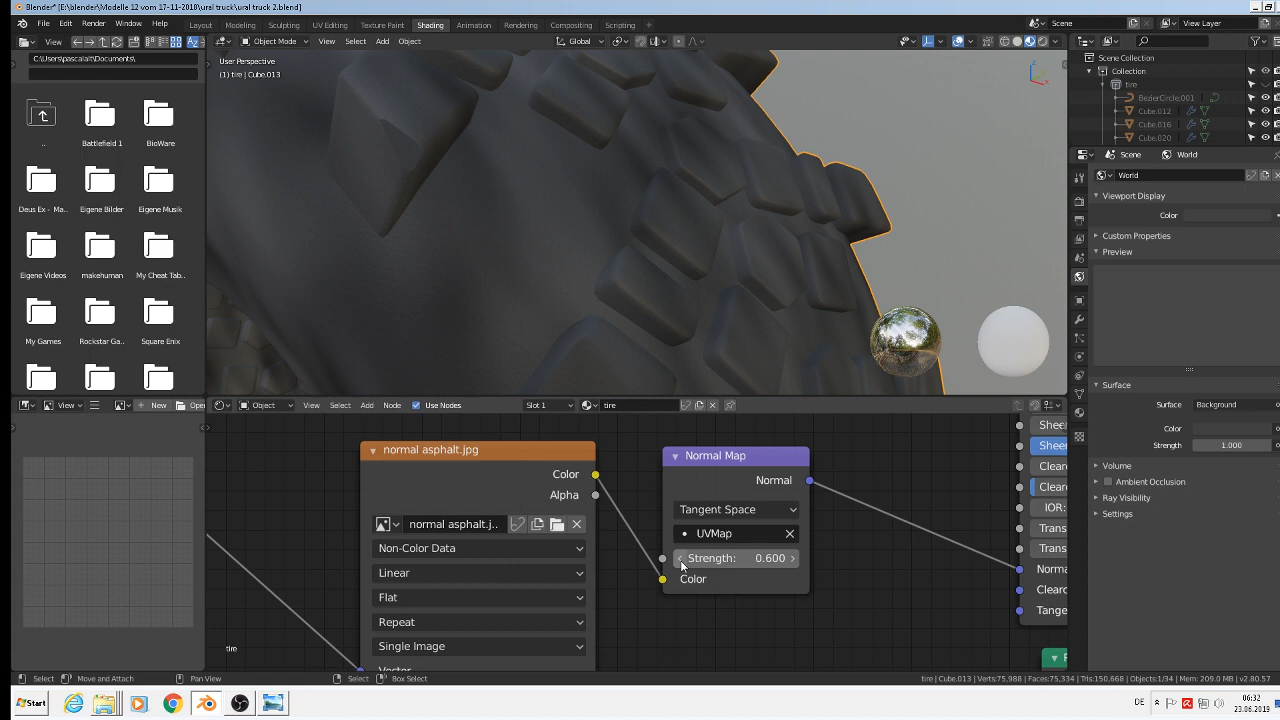 Blender* [E:\blender\Modelle 12 vom 17-11-2018\ural truck\ural truck 2.blend]
File Edit Render Window Help Layout Modeling Sculpting UV Editing Texture Paint Shading Animation Rendering Compositing Scripting Scene View Layer
View Object Mode View Select Add Object Global
C:\Users\pascalalt\Documents\
User Perspective
(1) tire | Cube.013
..
Battlefield 1
BioWare
Deus Ex - Ma...
Eigene Bilder
Eigene Musik
Eigene Videos
makehuman
My Cheat Tab...
My Games
Rockstar Ga...
Square Enix
Z
X
Scene Collection
Collection
tire
BezierCircle.001
Cube.012
Cube.016
Cube.020
Scene World
World
Viewport Display
Color
Custom Properties
Preview
Surface
Surface Background
Color
Strength 1.000
Volume
Ambient Occlusion
Ray Visibility
Settings
View New Open
Object View Select Add Node Use Nodes Slot 1 tire
normal asphalt.jpg
Color
Alpha
normal asphalt.j..
Non-Color Data
Linear
Flat
Repeat
Single Image
Vector
Normal Map
Normal
Tangent Space
UVMap
Strength: 0.600
Color
Sheer
Sheer
Clear
Clear
IOR:
Trans
Trans
Norma
Clear
Tange
tire
Select Move and Attach Pan View Select Box Select tire | Cube.013 | Verts:75,988 | Faces:75,334 | Tris:150,668 | Objects:1/34 | Mem: 209.0 MB | v2.80.57
Start DE 06:32
23.06.2019